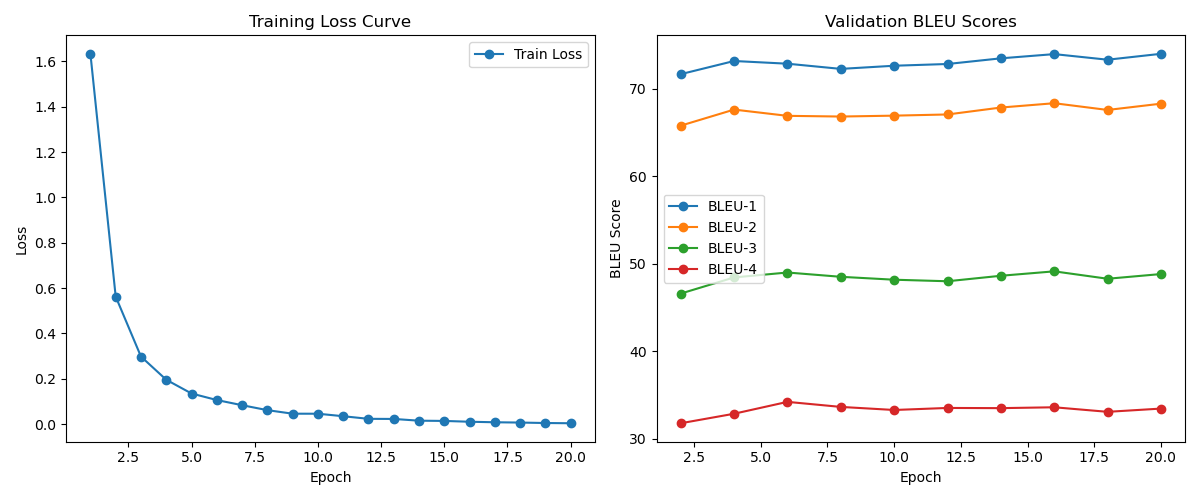 Training Loss Curve
Train Loss
1.6
1.4
1.2
1.0
0.8
0.6
0.4
0.2
0.0
Loss
2.5 5.0 7.5 10.0 12.5 15.0 17.5 20.0
Epoch
Validation BLEU Scores
70
60
50
40
30
BLEU Score
BLEU-1
BLEU-2
BLEU-3
BLEU-4
2.5 5.0 7.5 10.0 12.5 15.0 17.5 20.0
Epoch